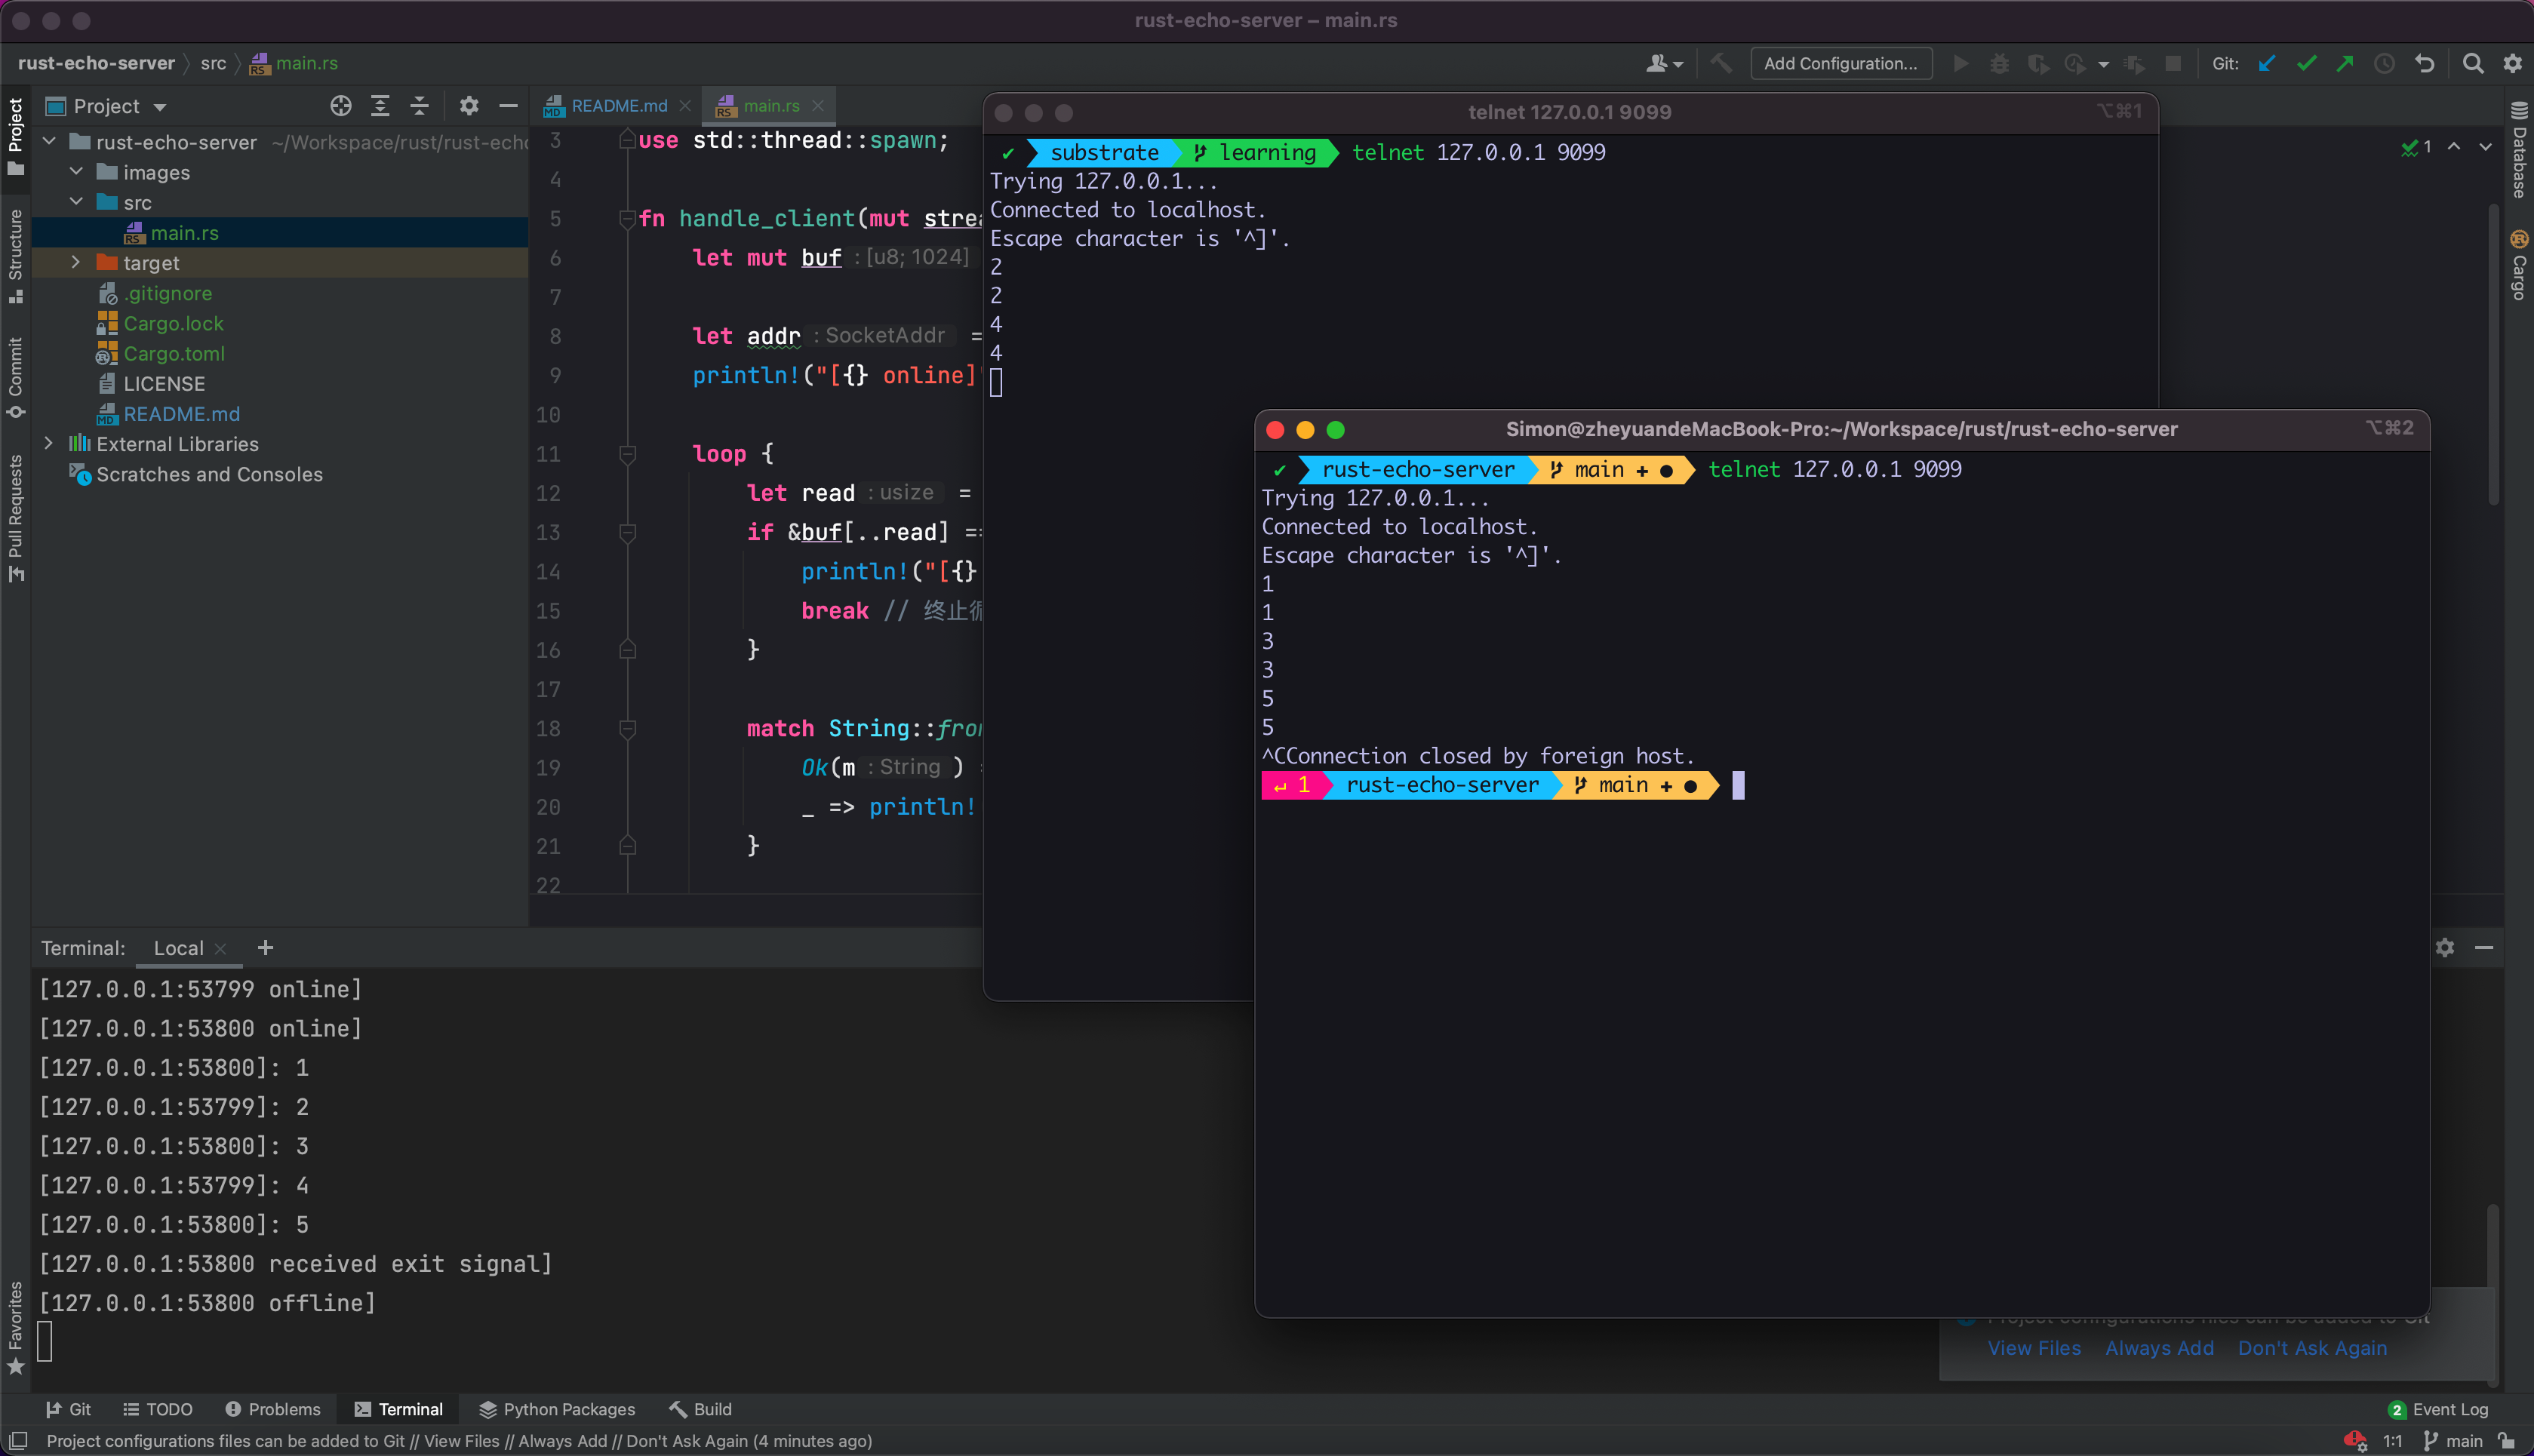 rust-echo-server – main.rs
rust-echo-server src main.rs
Add Configuration... Git:
Project
README.md main.rs
rust-echo-server ~/Workspace/rust/rust-echo
images
src
main.rs
target
.gitignore
Cargo.lock
Cargo.toml
LICENSE
README.md
External Libraries
Scratches and Consoles
Project
Structure
Commit
Pull Requests
Favorites
3 use std::thread::spawn;
4
5 fn handle_client(mut strea
6 let mut buf : [u8; 1024]
7
8 let addr : SocketAddr =
9 println!("[{} online]"
10
11 loop {
12 let read : usize =
13 if &buf[..read] ==
14 println!("[{}
15 break // 终止循
16 }
17
18 match String::from
19 Ok(m : String ) =
20 _ => println!
21 }
22
1
Database
Cargo
telnet 127.0.0.1 9099 ⌥⌘1
✔ substrate learning telnet 127.0.0.1 9099
Trying 127.0.0.1...
Connected to localhost.
Escape character is '^]'.
2
2
4
4
Simon@zheyuandeMacBook-Pro:~/Workspace/rust/rust-echo-server ⌥⌘2
✔ rust-echo-server main + ● telnet 127.0.0.1 9099
Trying 127.0.0.1...
Connected to localhost.
Escape character is '^]'.
1
1
3
3
5
5
^CConnection closed by foreign host.
↵ 1 rust-echo-server main + ●
Terminal: Local +
[127.0.0.1:53799 online]
[127.0.0.1:53800 online]
[127.0.0.1:53800]: 1
[127.0.0.1:53799]: 2
[127.0.0.1:53800]: 3
[127.0.0.1:53799]: 4
[127.0.0.1:53800]: 5
[127.0.0.1:53800 received exit signal]
[127.0.0.1:53800 offline]
Project configurations files can be added to Git
View Files Always Add Don't Ask Again
Git TODO Problems Terminal Python Packages Build 2 Event Log
Project configurations files can be added to Git // View Files // Always Add // Don't Ask Again (4 minutes ago) 1:1 main